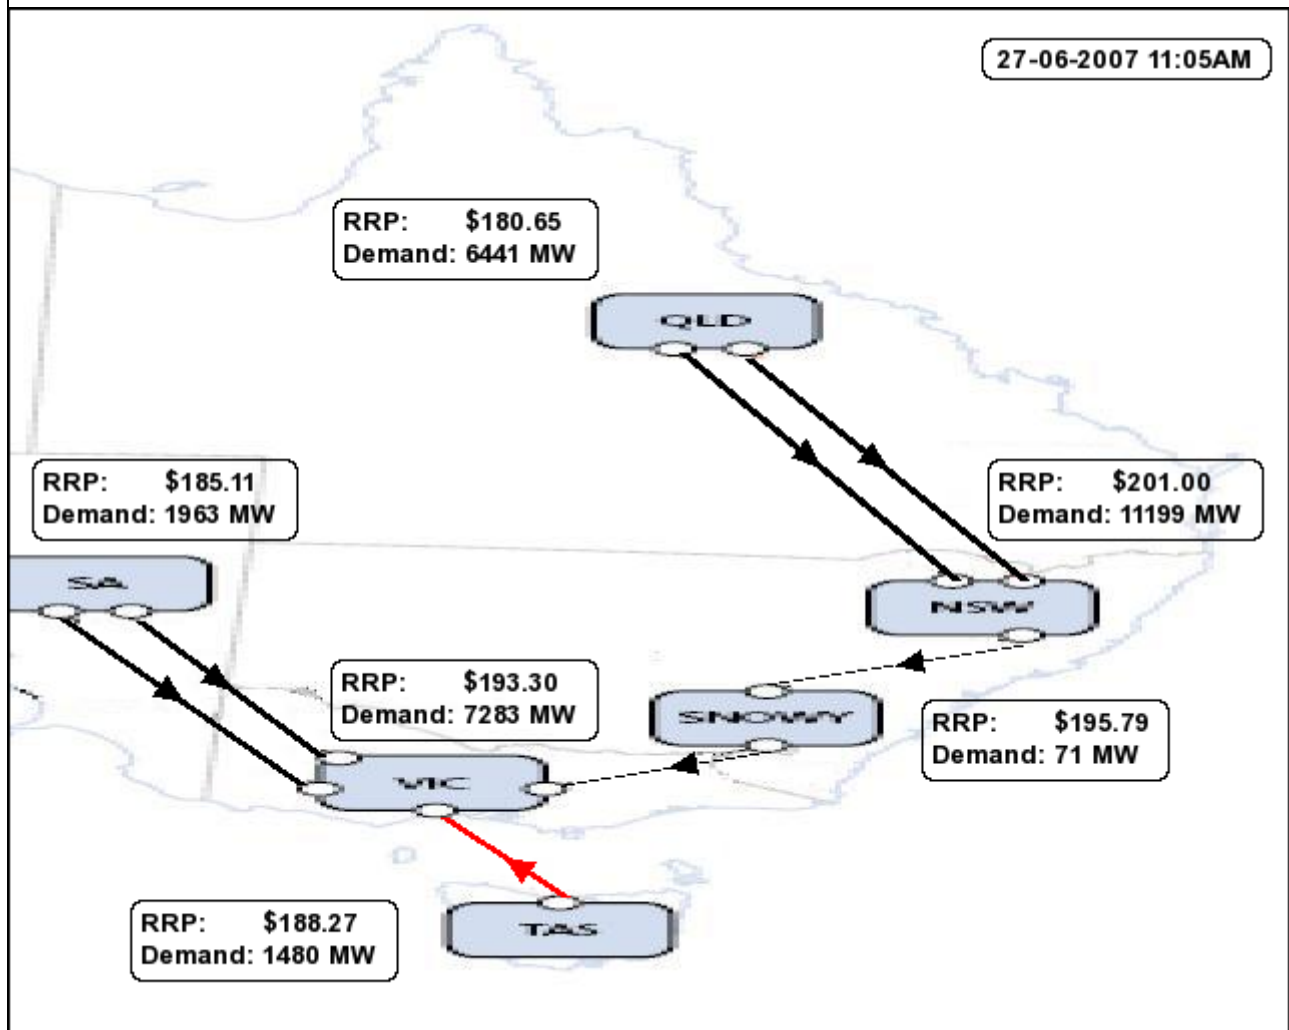 27-06-2007 11:05AM
RRP: $180.65
Demand: 6441 MW
QLD
RRP: $185.11
Demand: 1963 MW
RRP: $201.00
Demand: 11199 MW
SA
NSW
RRP: $193.30
Demand: 7283 MW
SNOWY
RRP: $195.79
Demand: 71 MW
VIC
RRP: $188.27
Demand: 1480 MW
TAS